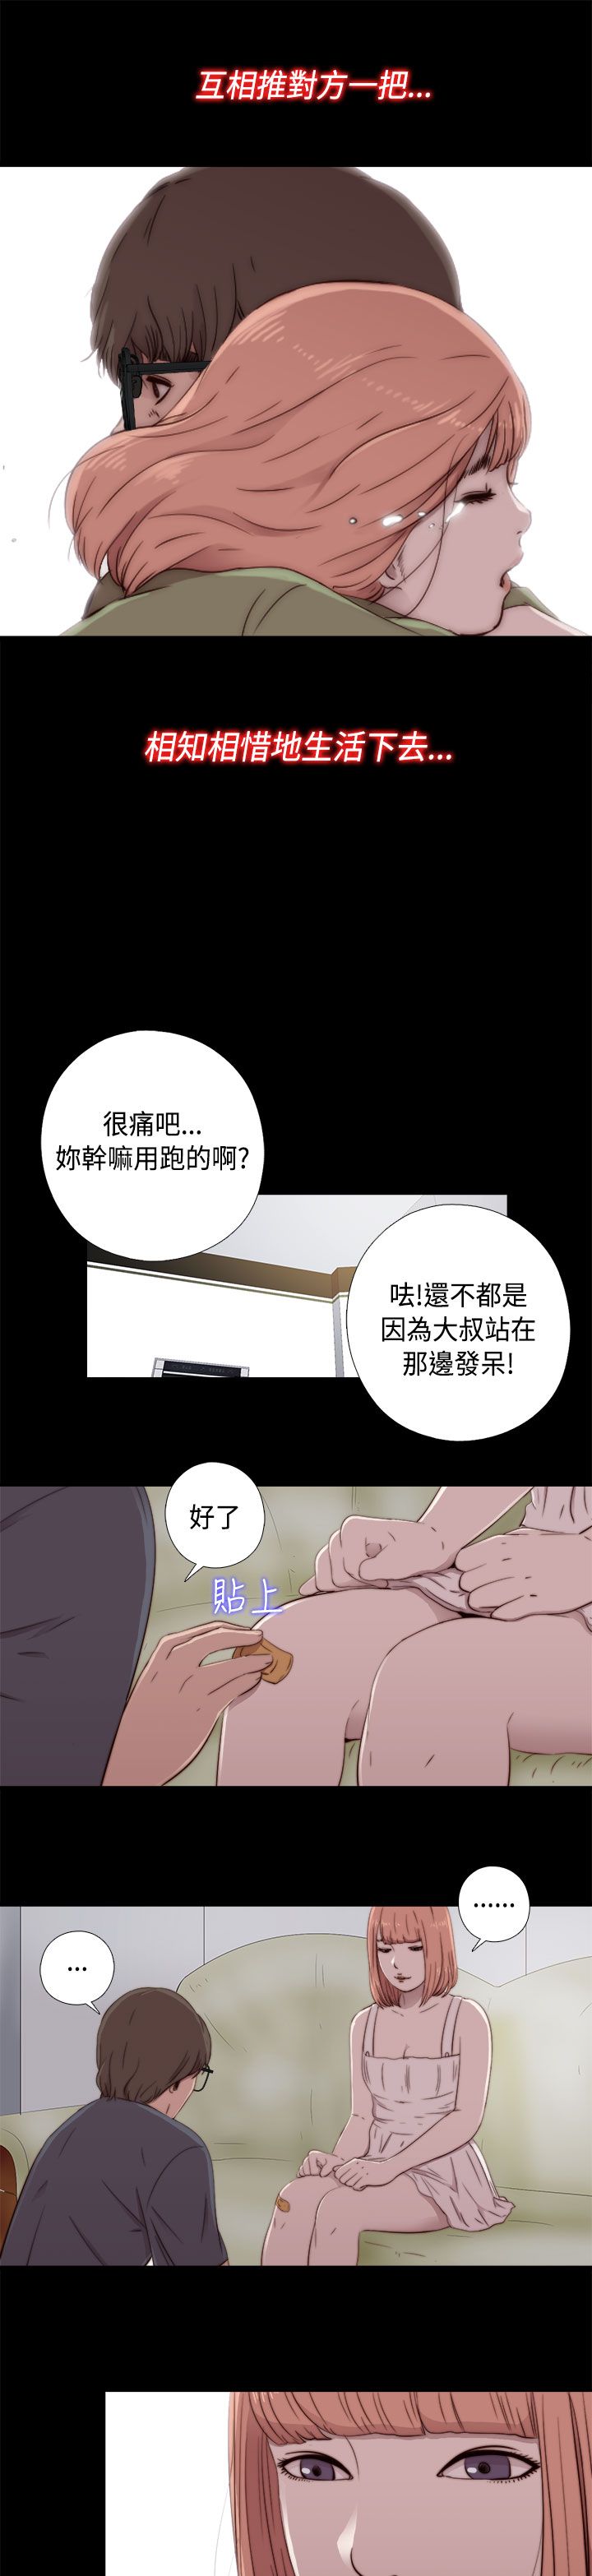 互相推對方一把...
相知相惜地生活下去...
很痛吧...
妳幹嘛用跑的啊?
呿!還不都是
因為大叔站在
那邊發呆!
好了
貼上
......
...